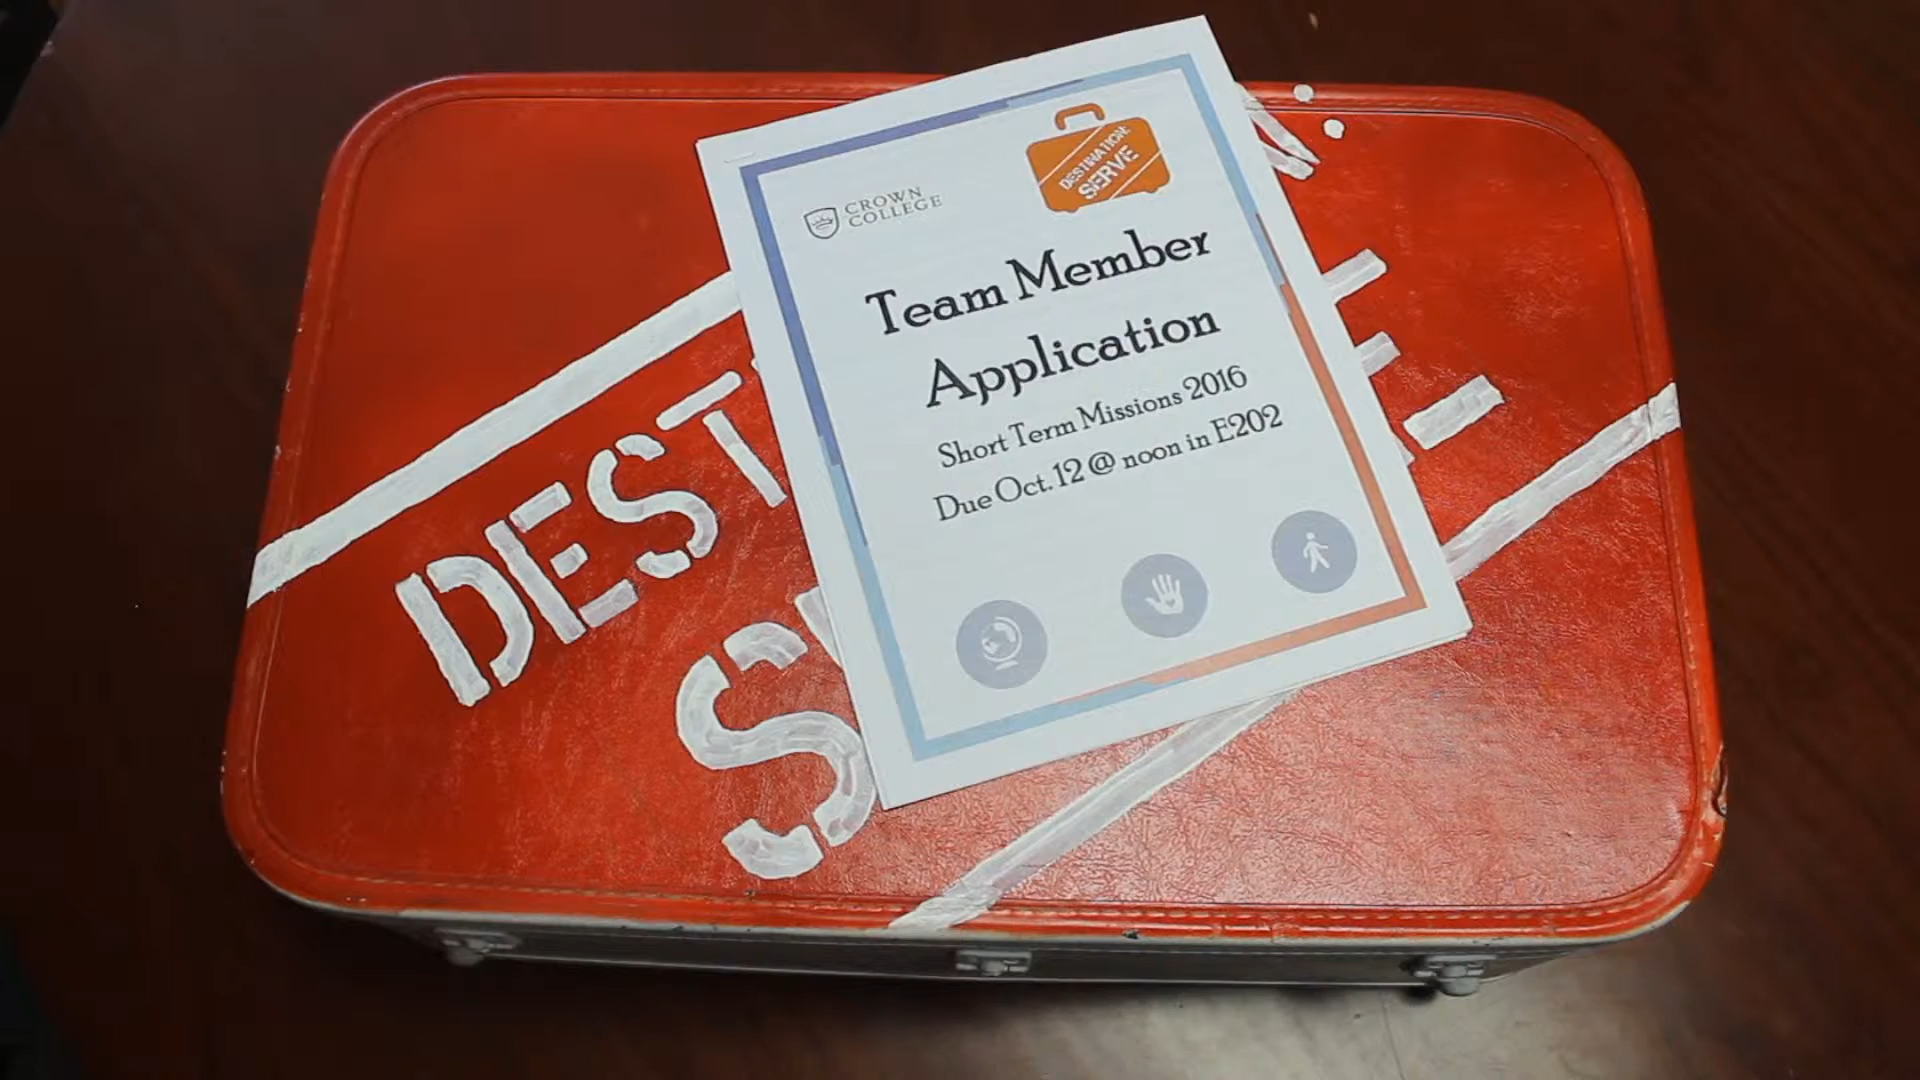 CROWN
COLLEGE
DESTINATION:
SERVE
Team Member
Application
Short Term Missions 2016
Due Oct. 12 @ noon in E202
DEST
S